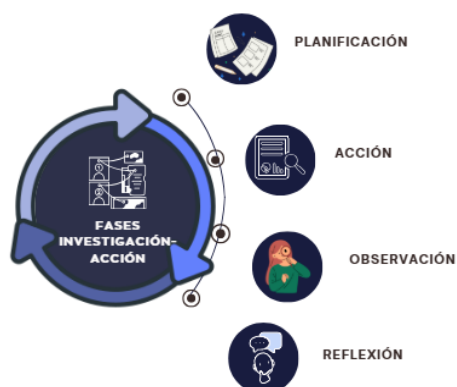 PLANIFICACIÓN
ACCIÓN
FASES
INVESTIGACIÓN-
ACCIÓN
OBSERVACIÓN
REFLEXIÓN